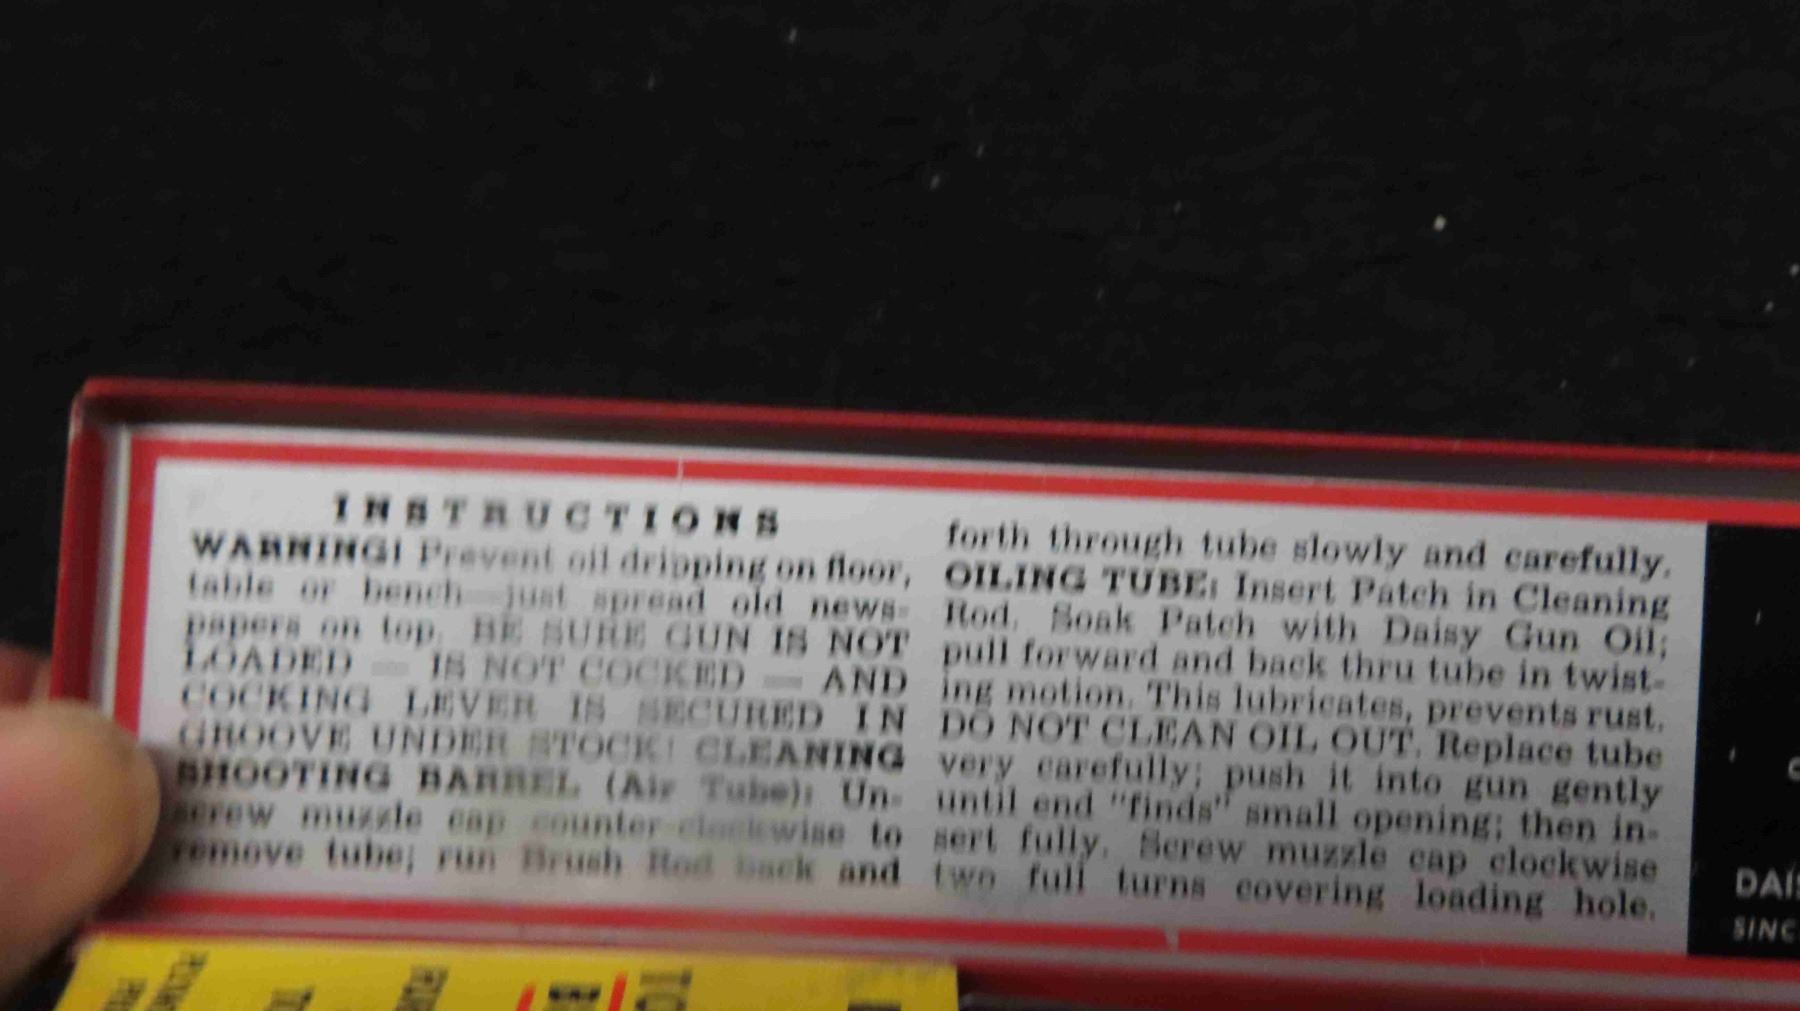 INSTRUCTIONS
WARNING! Prevent oil dripping on floor,
table or bench—just spread old news-
papers on top. BE SURE GUN IS NOT
LOADED — IS NOT COCKED — AND
COCKING LEVER IS SECURED IN
GROOVE UNDER STOCK! CLEANING
SHOOTING BARREL (Air Tube): Un-
screw muzzle cap counter-clockwise to
remove tube; run Brush Rod back and
forth through tube slowly and carefully.
OILING TUBE: Insert Patch in Cleaning
Rod. Soak Patch with Daisy Gun Oil;
pull forward and back thru tube in twist-
ing motion. This lubricates, prevents rust.
DO NOT CLEAN OIL OUT. Replace tube
very carefully; push it into gun gently
until end "finds" small opening; then in-
sert fully. Screw muzzle cap clockwise
two full turns covering loading hole.
DAIS
SINC